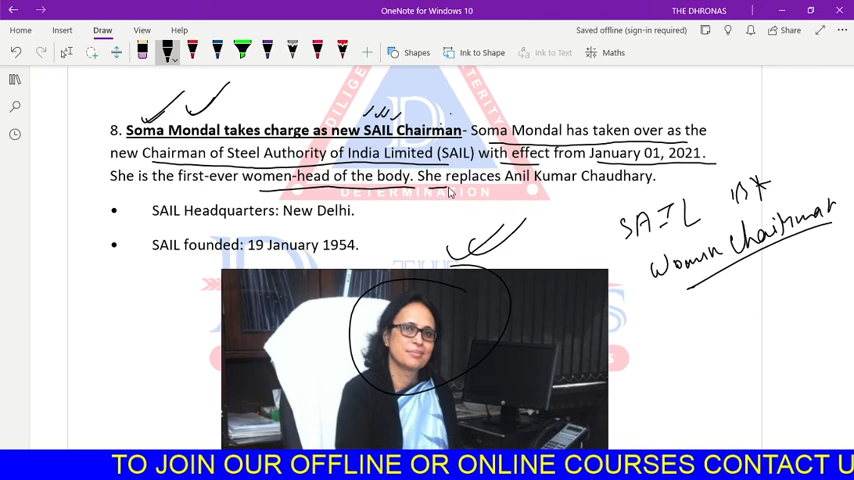 OneNote for Windows 10
THE DHRONAS
Home Insert Draw View Help
Saved offline (sign-in required)
Share
Shapes
Ink to Shape
Ink to Text
Maths
8. Soma Mondal takes charge as new SAIL Chairman- Soma Mondal has taken over as the
new Chairman of Steel Authority of India Limited (SAIL) with effect from January 01, 2021.
She is the first-ever women-head of the body. She replaces Anil Kumar Chaudhary.
DETERMINATION
• SAIL Headquarters: New Delhi.
• SAIL founded: 19 January 1954.
SAIL
Woman Chairman
TO JOIN OUR OFFLINE OR ONLINE COURSES CONTACT U